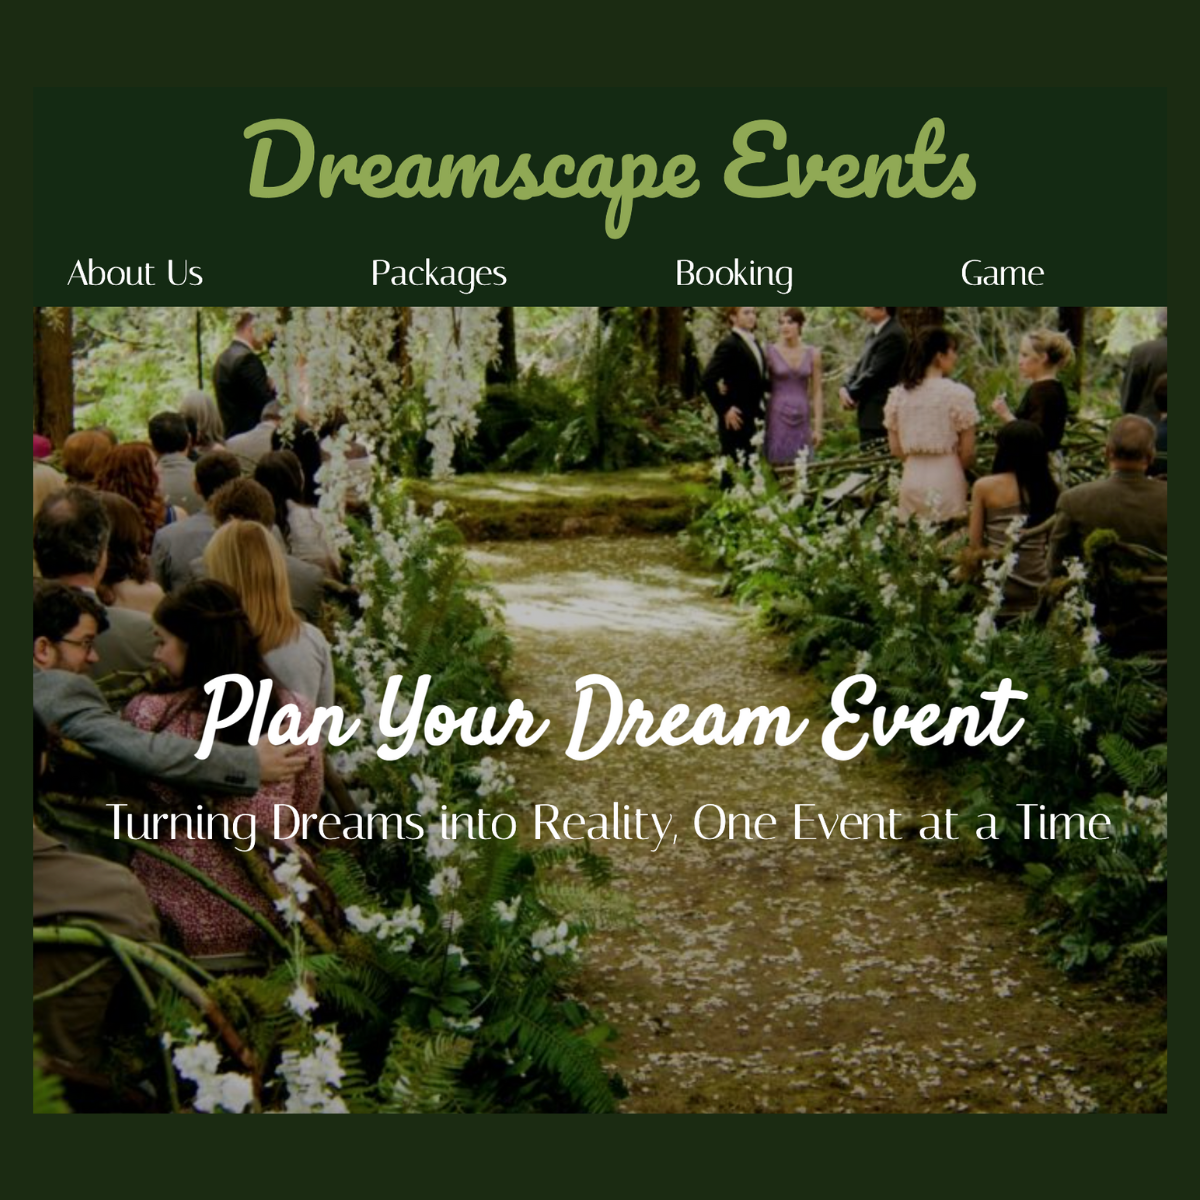 Dreamscape Events
About Us Packages Booking Game
Plan Your Dream Event
Turning Dreams into Reality, One Event at a Time